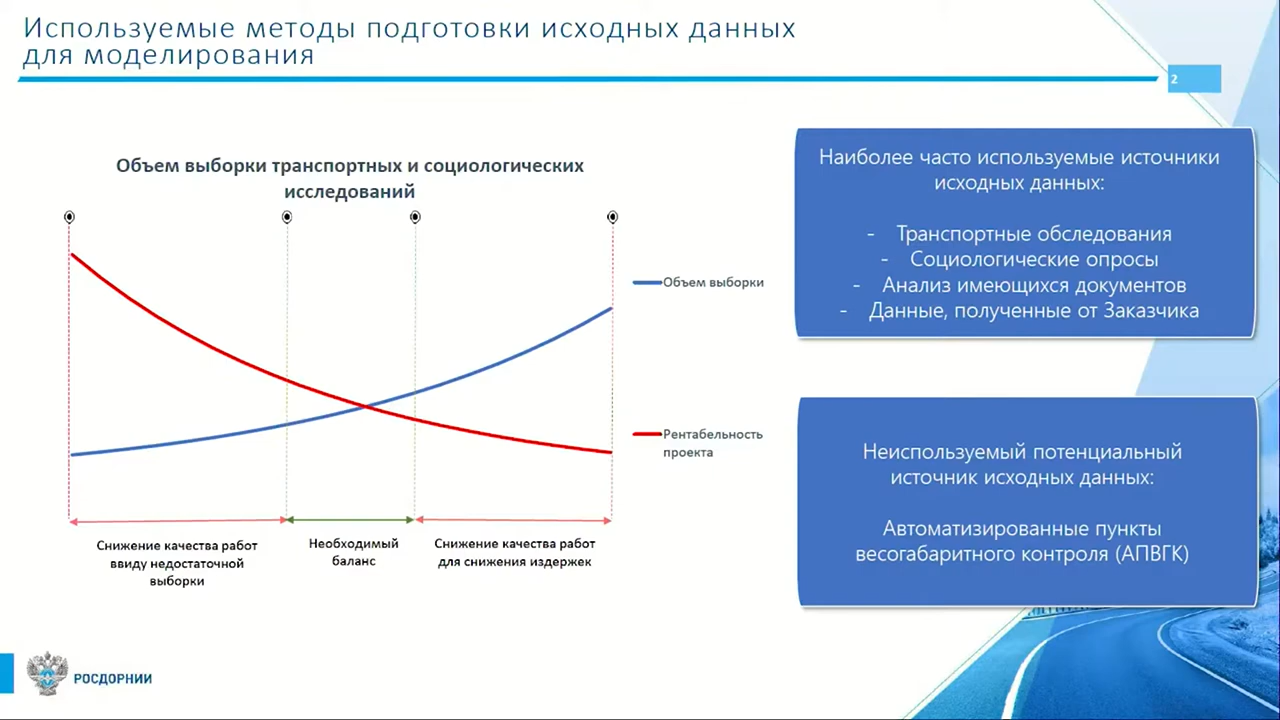 Используемые методы подготовки исходных данных
для моделирования
2
Объем выборки транспортных и социологических
исследований
Объем выборки
Рентабельность
проекта
Снижение качества работ
ввиду недостаточной
выборки
Необходимый
баланс
Снижение качества работ
для снижения издержек
Наиболее часто используемые источники
исходных данных:
- Транспортные обследования
- Социологические опросы
- Анализ имеющихся документов
- Данные, полученные от Заказчика
Неиспользуемый потенциальный
источник исходных данных:
Автоматизированные пункты
весогабаритного контроля (АПВГК)
РОСДОРНИИ